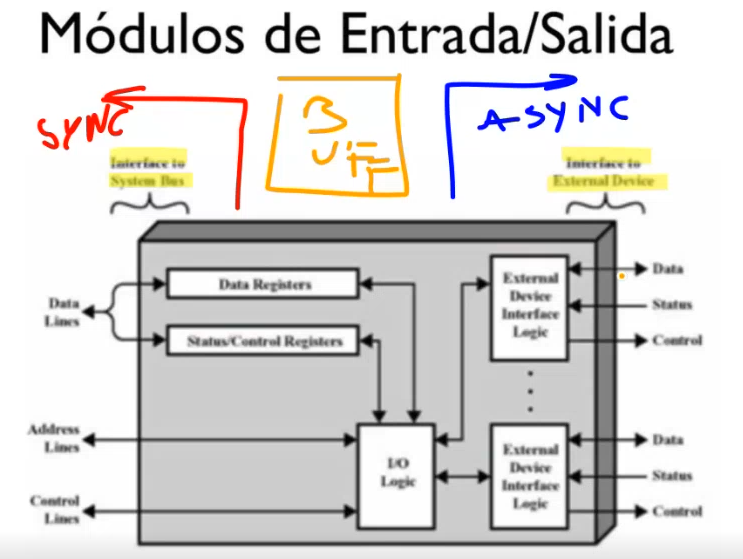 Módulos de Entrada/Salida
SYNC
B
UFF
A-SYNC
Interface to
System Bus
Interface to
External Device
Data Registers
Status/Control Registers
Data
Lines
Address
Lines
Control
Lines
I/O
Logic
External
Device
Interface
Logic
Data
Status
Control
External
Device
Interface
Logic
Data
Status
Control